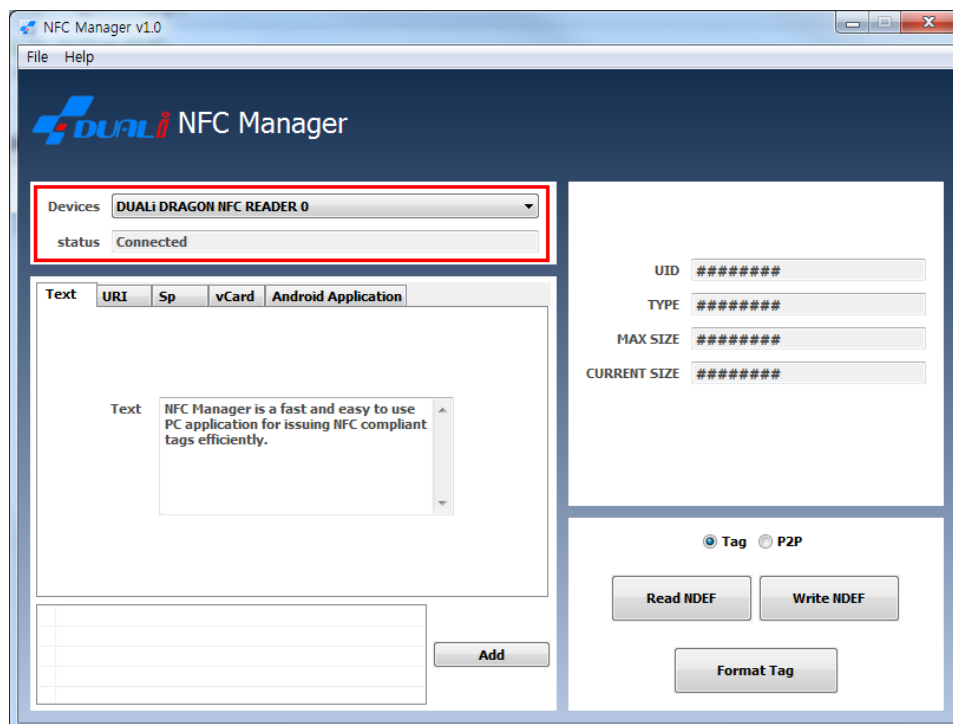 NFC Manager v1.0
File Help
DUALi NFC Manager
Devices DUALi DRAGON NFC READER 0
status Connected
Text URI Sp vCard Android Application
Text NFC Manager is a fast and easy to use
PC application for issuing NFC compliant
tags efficiently.
Add
UID ########
TYPE ########
MAX SIZE ########
CURRENT SIZE ########
Tag P2P
Read NDEF Write NDEF
Format Tag